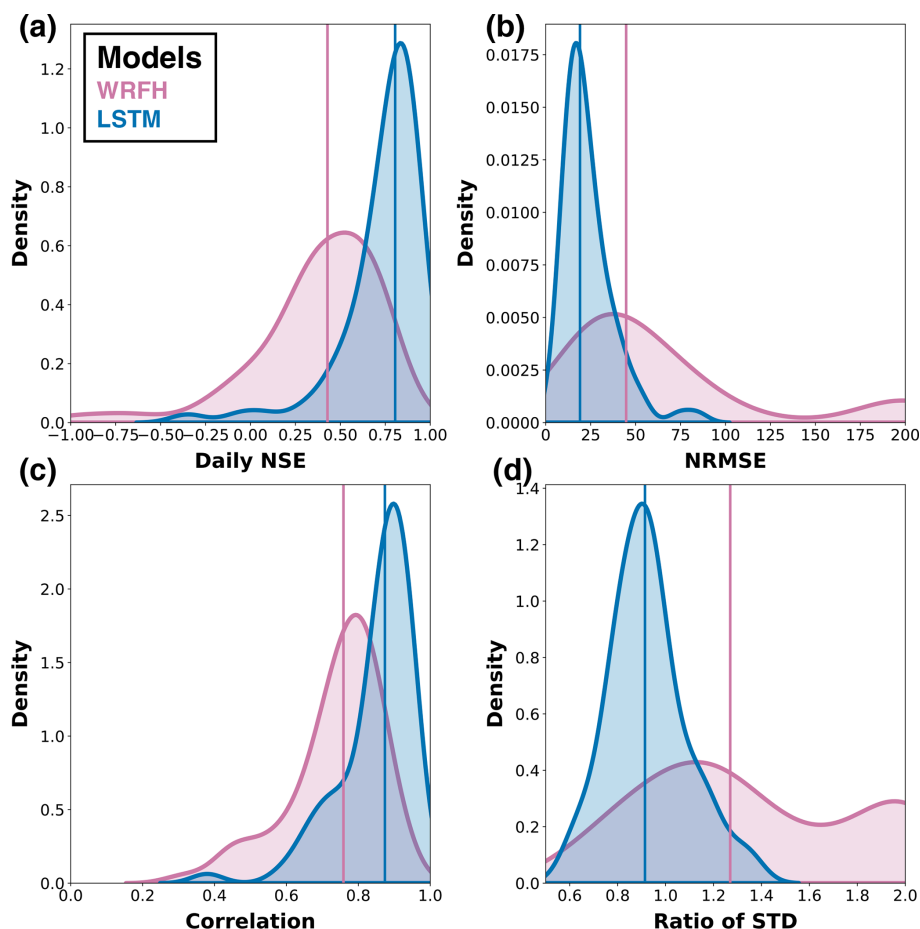 (a)
Models
WRFH
LSTM
1.2
1.0
0.8
0.6
0.4
0.2
0.0
Density
−1.00−0.75−0.50−0.25 0.00 0.25 0.50 0.75 1.00
Daily NSE
(b)
0.0175
0.0150
0.0125
0.0100
0.0075
0.0050
0.0025
0.0000
Density
0 25 50 75 100 125 150 175 200
NRMSE
(c)
2.5
2.0
1.5
1.0
0.5
0.0
Density
0.0 0.2 0.4 0.6 0.8 1.0
Correlation
(d)
1.4
1.2
1.0
0.8
0.6
0.4
0.2
0.0
Density
0.6 0.8 1.0 1.2 1.4 1.6 1.8 2.0
Ratio of STD